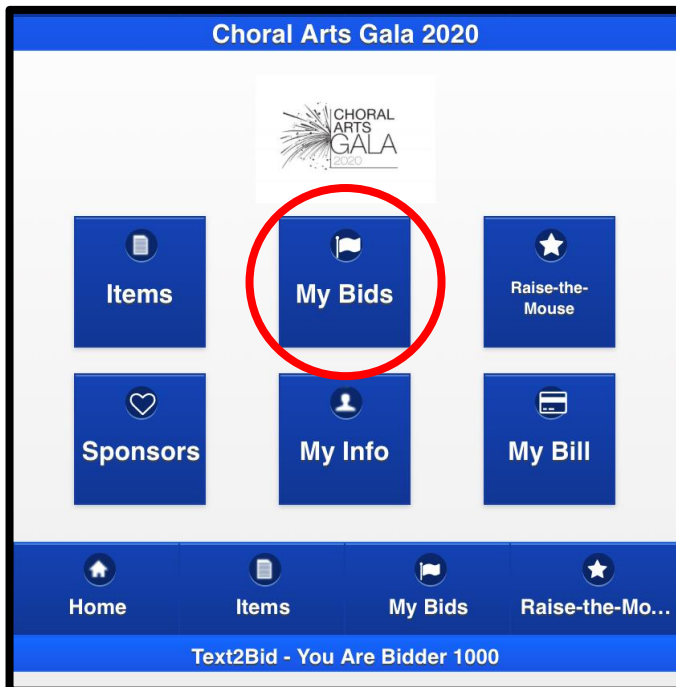 Choral Arts Gala 2020
CHORAL
ARTS
GALA
2020
Items
My Bids
Raise-the-
Mouse
Sponsors
My Info
My Bill
Home
Items
My Bids
Raise-the-Mo...
Text2Bid - You Are Bidder 1000